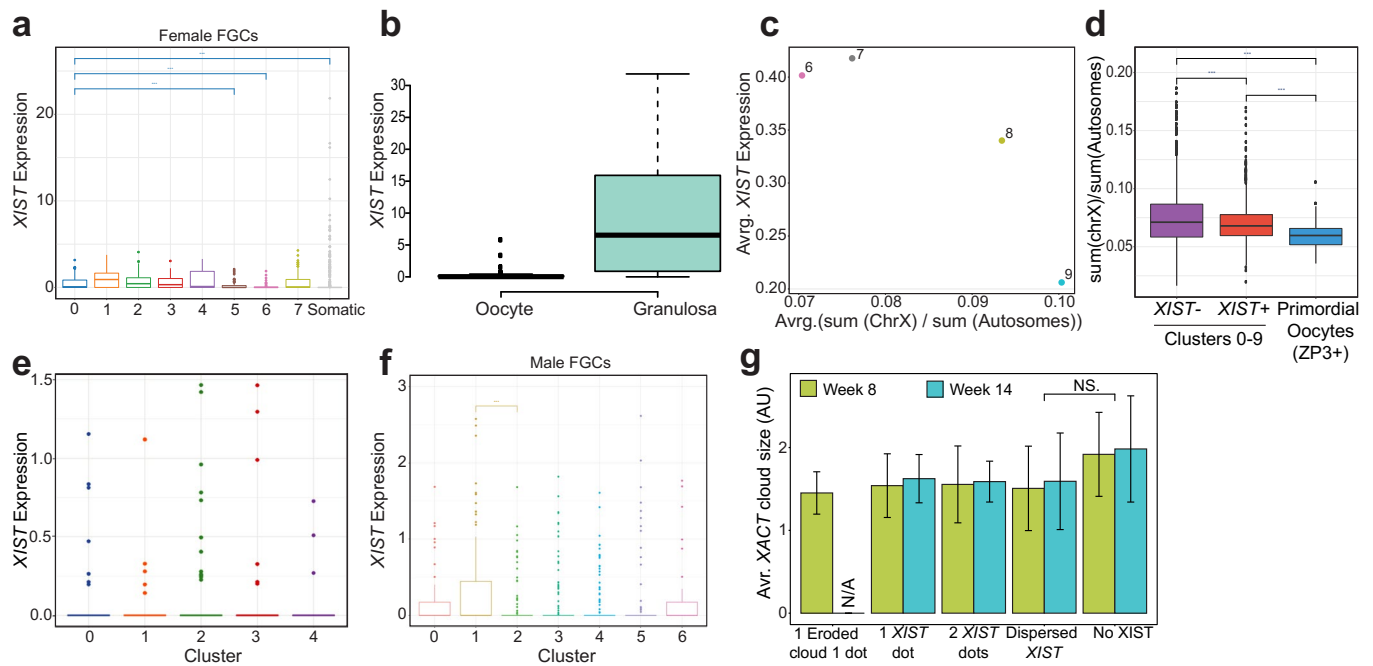 a
Female FGCs
XIST Expression
20
10
0
0 1 2 3 4 5 6 7 Somatic
b
XIST Expression
30
25
20
15
10
5
0
Oocyte Granulosa
c
Avrg. XIST Expression
0.40
0.35
0.30
0.25
0.20
6
7
8
9
0.07 0.08 0.09 0.10
Avrg.(sum (ChrX) / sum (Autosomes))
d
sum(chrX)/sum(Autosomes)
0.20
0.15
0.10
0.05
XIST- XIST+ Primordial
Oocytes
(ZP3+)
Clusters 0-9
e
XIST Expression
1.5
1.0
0.5
0.0
0 1 2 3 4
Cluster
f
Male FGCs
XIST Expression
3
2
1
0
0 1 2 3 4 5 6
Cluster
g
Week 8 Week 14
NS.
Avr. XACT cloud size (AU)
2
1
0
N/A
1 Eroded
cloud 1 dot
1 XIST
dot
2 XIST
dots
Dispersed
XIST
No XIST